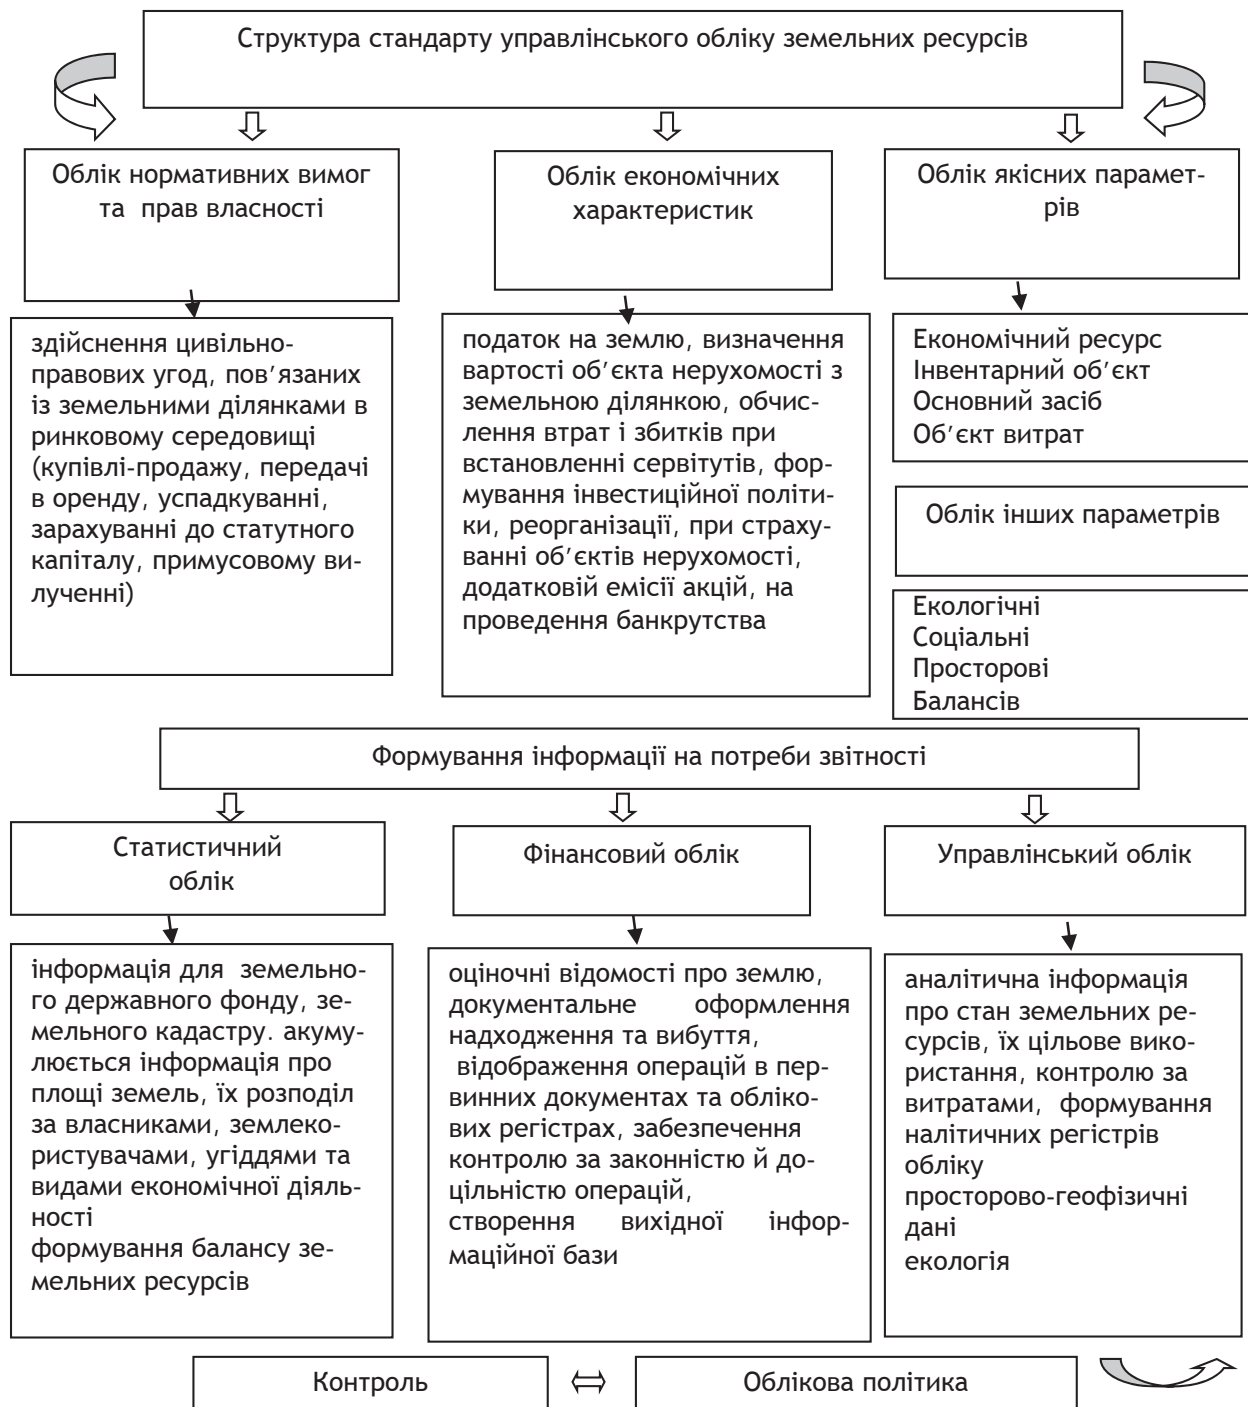 Структура стандарту управлінського обліку земельних ресурсів
Облік нормативних вимог
та прав власності
Облік економічних
характеристик
Облік якісних парамет-
рів
здійснення цивільно-
правових угод, пов’язаних
із земельними ділянками в
ринковому середовищі
(купівлі-продажу, передачі
в оренду, успадкуванні,
зарахуванні до статутного
капіталу, примусовому ви-
лученні)
податок на землю, визначення
вартості об’єкта нерухомості з
земельною ділянкою, обчис-
лення втрат і збитків при
встановленні сервітутів, фор-
мування інвестиційної політи-
ки, реорганізації, при страху-
ванні об’єктів нерухомості,
додатковій емісії акцій, на
проведення банкрутства
Економічний ресурс
Інвентарний об’єкт
Основний засіб
Об’єкт витрат
Облік інших параметрів
Екологічні
Соціальні
Просторові
Балансів
Формування інформації на потреби звітності
Статистичний
облік
Фінансовий облік
Управлінський облік
інформація для земельно-
го державного фонду, зе-
мельного кадастру. акуму-
люється інформація про
площі земель, їх розподіл
за власниками, землеко-
ристувачами, угіддями та
видами економічної діяль-
ності
формування балансу зе-
мельних ресурсів
оціночні відомості про землю,
документальне оформлення
надходження та вибуття,
відображення операцій в пер-
винних документах та обліко-
вих регістрах, забезпечення
контролю за законністю й до-
цільністю операцій,
створення вихідної інфор-
маційної бази
аналітична інформація
про стан земельних ре-
сурсів, їх цільове вико-
ристання, контролю за
витратами, формування
налітичних регістрів
обліку
просторово-геофізичні
дані
екологія
Контроль
Облікова політика